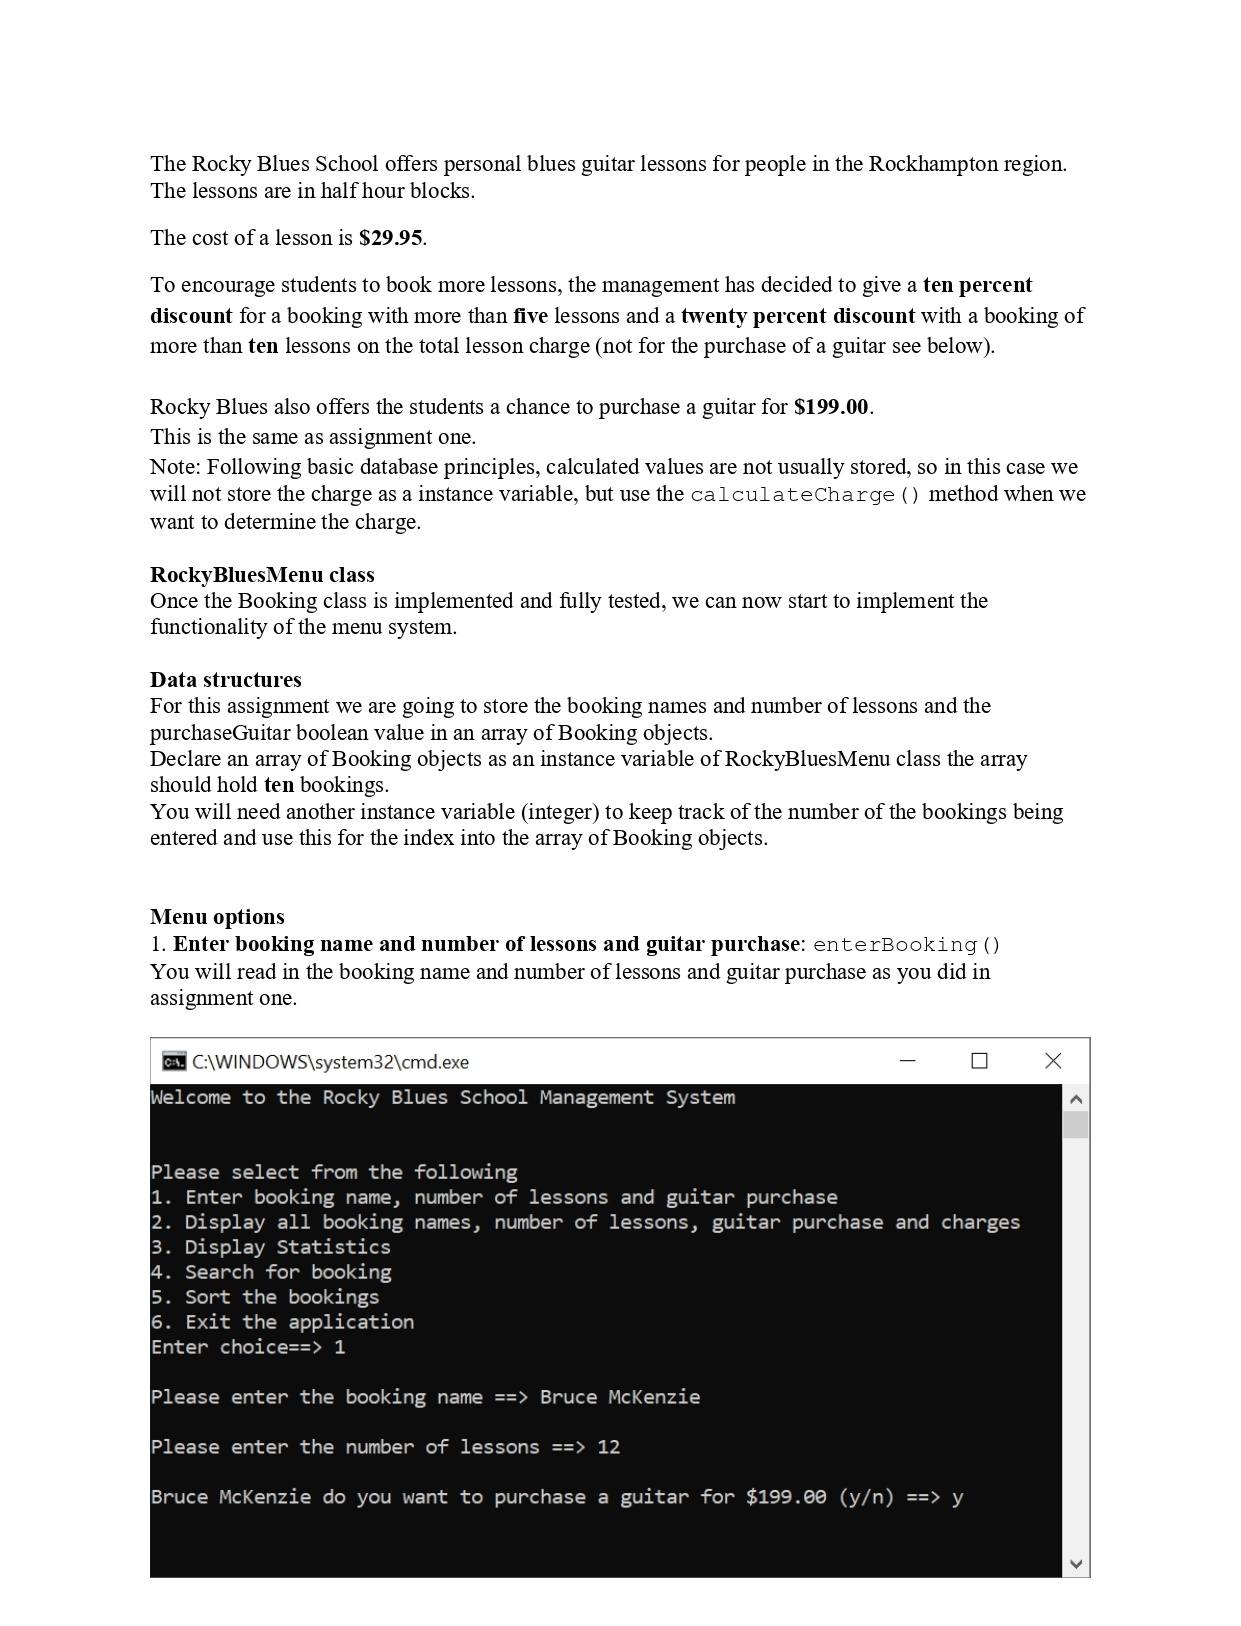 The Rocky Blues School offers personal blues guitar lessons for people in the Rockhampton region.
The lessons are in half hour blocks.
The cost of a lesson is $29.95.
To encourage students to book more lessons, the management has decided to give a ten percent
discount for a booking with more than five lessons and a twenty percent discount with a booking of
more than ten lessons on the total lesson charge (not for the purchase of a guitar see below).
Rocky Blues also offers the students a chance to purchase a guitar for $199.00.
This is the same as assignment one.
Note: Following basic database principles, calculated values are not usually stored, so in this case we
will not store the charge as a instance variable, but use the calculateCharge() method when we
want to determine the charge.
RockyBluesMenu class
Once the Booking class is implemented and fully tested, we can now start to implement the
functionality of the menu system.
Data structures
For this assignment we are going to store the booking names and number of lessons and the
purchaseGuitar boolean value in an array of Booking objects.
Declare an array of Booking objects as an instance variable of RockyBluesMenu class the array
should hold ten bookings.
You will need another instance variable (integer) to keep track of the number of the bookings being
entered and use this for the index into the array of Booking objects.
Menu options
1. Enter booking name and number of lessons and guitar purchase: enterBooking()
You will read in the booking name and number of lessons and guitar purchase as you did in
assignment one.
C:\WINDOWS\system32\cmd.exe
Welcome to the Rocky Blues School Management System
Please select from the following
1. Enter booking name, number of lessons and guitar purchase
2. Display all booking names, number of lessons, guitar purchase and charges
3. Display Statistics
4. Search for booking
5. Sort the bookings
6. Exit the application
Enter choice==> 1
Please enter the booking name ==> Bruce McKenzie
Please enter the number of lessons ==> 12
Bruce McKenzie do you want to purchase a guitar for $199.00 (y/n) ==> y